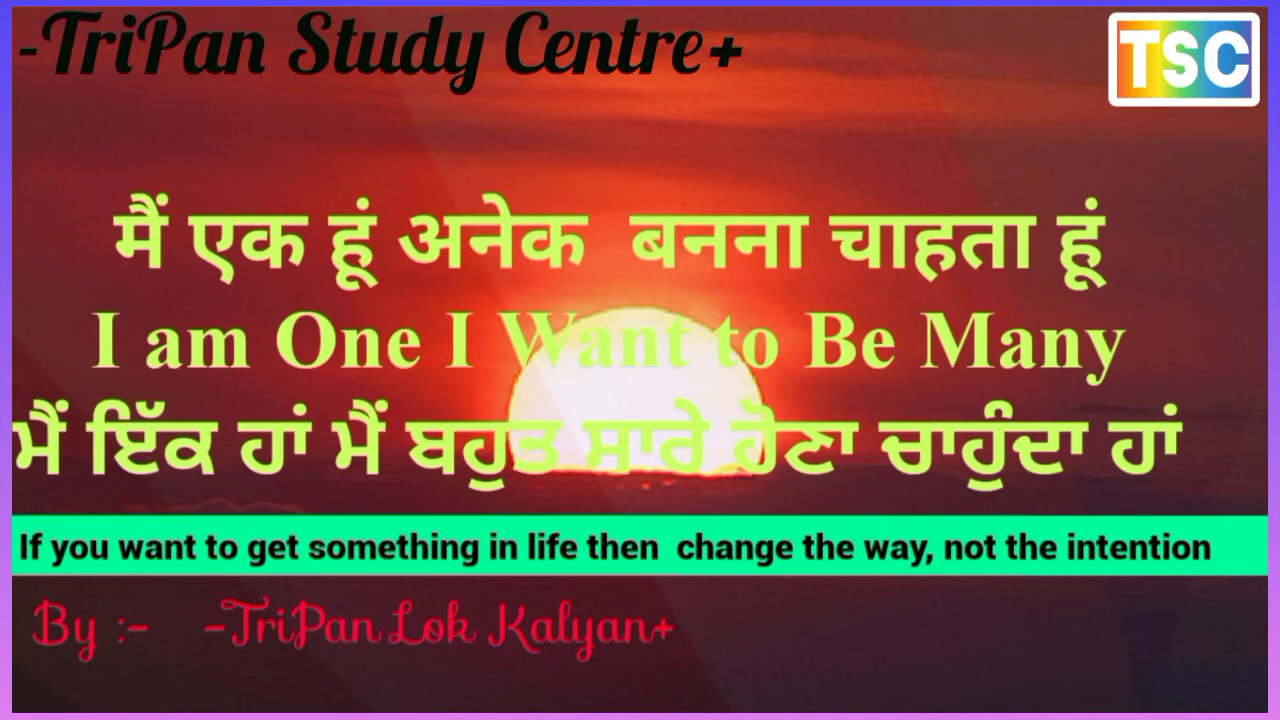 -TriPan Study Centre+
TSC
मैं एक हूं अनेक बनना चाहता हूं
I am One I Want to Be Many
ਮੈਂ ਇੱਕ ਹਾਂ ਮੈਂ ਬਹੁਤ ਸਾਰੇ ਹੋਣਾ ਚਾਹੁੰਦਾ ਹਾਂ
If you want to get something in life then change the way, not the intention
By :- -TriPan Lok Kalyan+